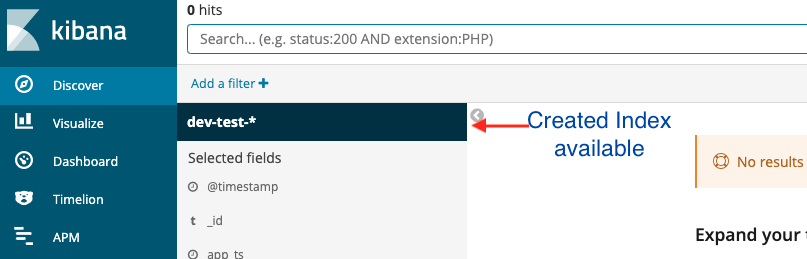 0 hits
kibana
Search... (e.g. status:200 AND extension:PHP)
Discover
Add a filter +
Visualize
dev-test-*
Created Index
available
Dashboard
Selected fields
No results
Timelion
@timestamp
t _id
APM
Expand your t
app_ts